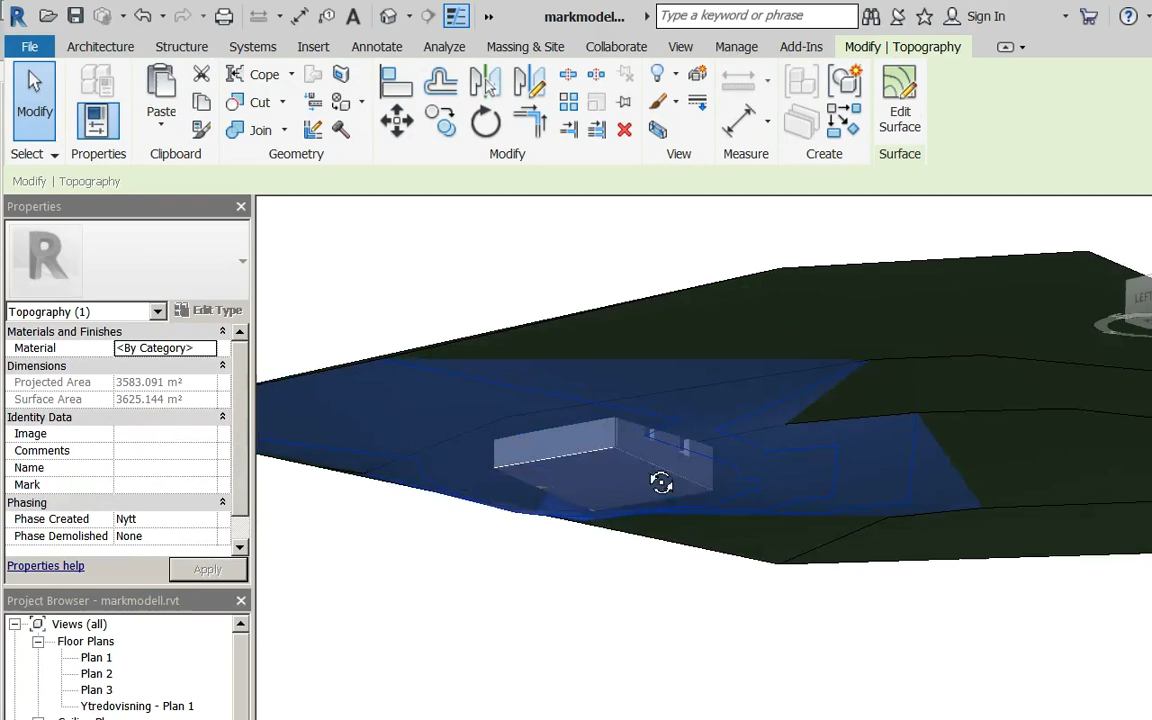 markmodell...
Type a keyword or phrase
Sign In
File
Architecture
Structure
Systems
Insert
Annotate
Analyze
Massing & Site
Collaborate
View
Manage
Add-Ins
Modify | Topography
Modify
Paste
Cope
Cut
Join
Edit
Surface
Select
Properties
Clipboard
Geometry
Modify
View
Measure
Create
Surface
Modify | Topography
Properties
Topography (1)
Edit Type
Materials and Finishes
Material <By Category>
Dimensions
Projected Area 3583.091 m²
Surface Area 3625.144 m²
Identity Data
Image
Comments
Name
Mark
Phasing
Phase Created Nytt
Phase Demolished None
Properties help
Apply
Project Browser - markmodell.rvt
Views (all)
Floor Plans
Plan 1
Plan 2
Plan 3
Ytredovisning - Plan 1
LEFT